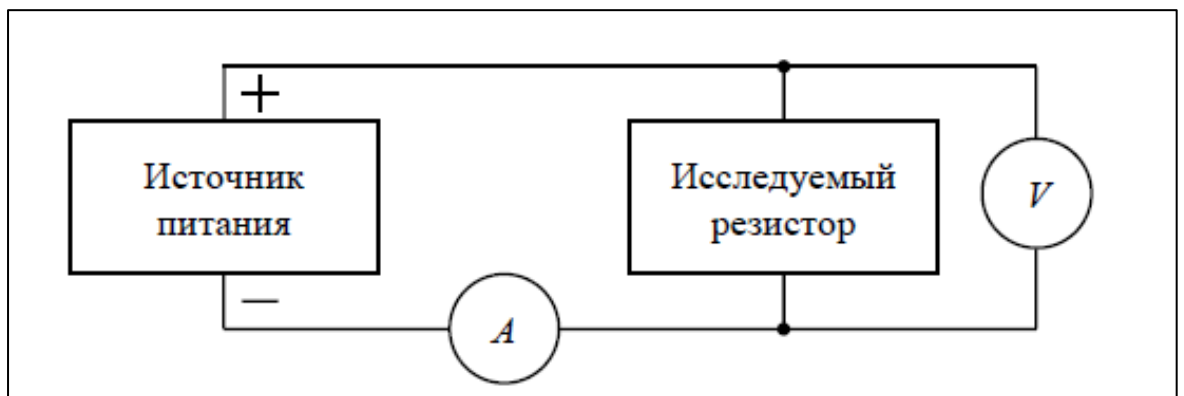 +
Источник
питания
−
Исследуемый
резистор
V
A